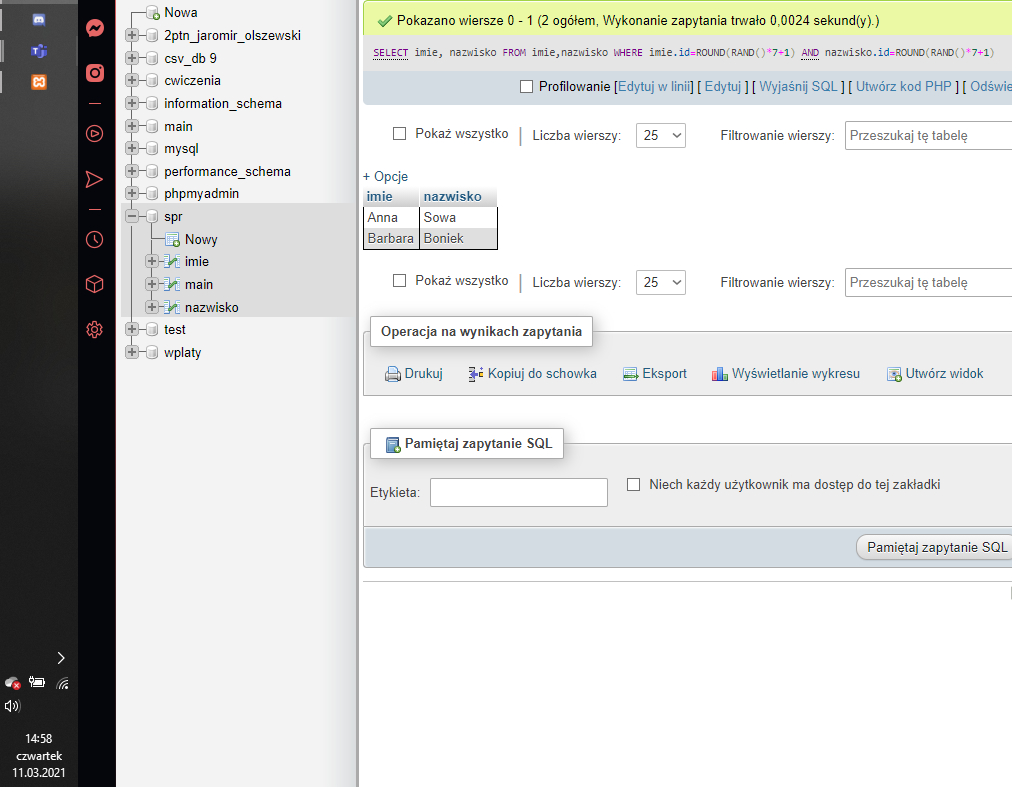 Nowa
2ptn_jaromir_olszewski
csv_db 9
cwiczenia
information_schema
main
mysql
performance_schema
phpmyadmin
spr
Nowy
imie
main
nazwisko
test
wplaty
14:58
czwartek
11.03.2021
Pokazano wiersze 0 - 1 (2 ogółem, Wykonanie zapytania trwało 0,0024 sekund(y).)
SELECT imie, nazwisko FROM imie,nazwisko WHERE imie.id=ROUND(RAND()*7+1) AND nazwisko.id=ROUND(RAND()*7+1)
Profilowanie [Edytuj w linii] [ Edytuj ] [ Wyjaśnij SQL ] [ Utwórz kod PHP ] [ Odświe
Pokaż wszystko | Liczba wierszy: 25 Filtrowanie wierszy: Przeszukaj tę tabelę
+ Opcje
imie nazwisko
Anna Sowa
Barbara Boniek
Pokaż wszystko | Liczba wierszy: 25 Filtrowanie wierszy: Przeszukaj tę tabelę
Operacja na wynikach zapytania
Drukuj Kopiuj do schowka Eksport Wyświetlanie wykresu Utwórz widok
Pamiętaj zapytanie SQL
Etykieta: Niech każdy użytkownik ma dostęp do tej zakładki
Pamiętaj zapytanie SQL